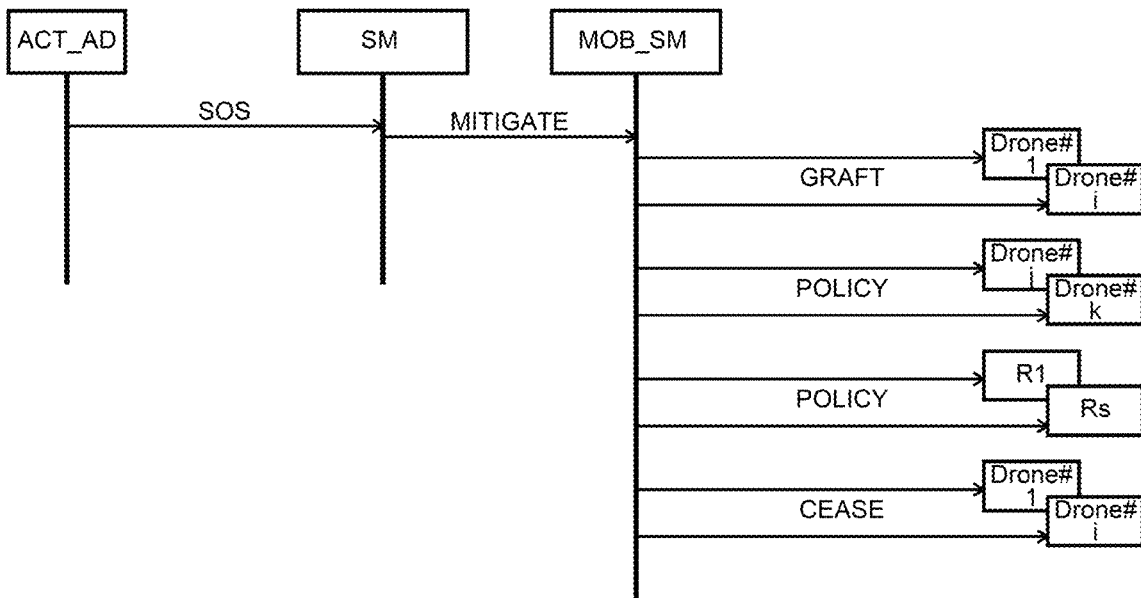 ACT_AD
SM
MOB_SM
SOS
MITIGATE
Drone#
1
GRAFT
Drone#
i
Drone#
j
POLICY
Drone#
k
R1
POLICY
Rs
Drone#
1
CEASE
Drone#
i